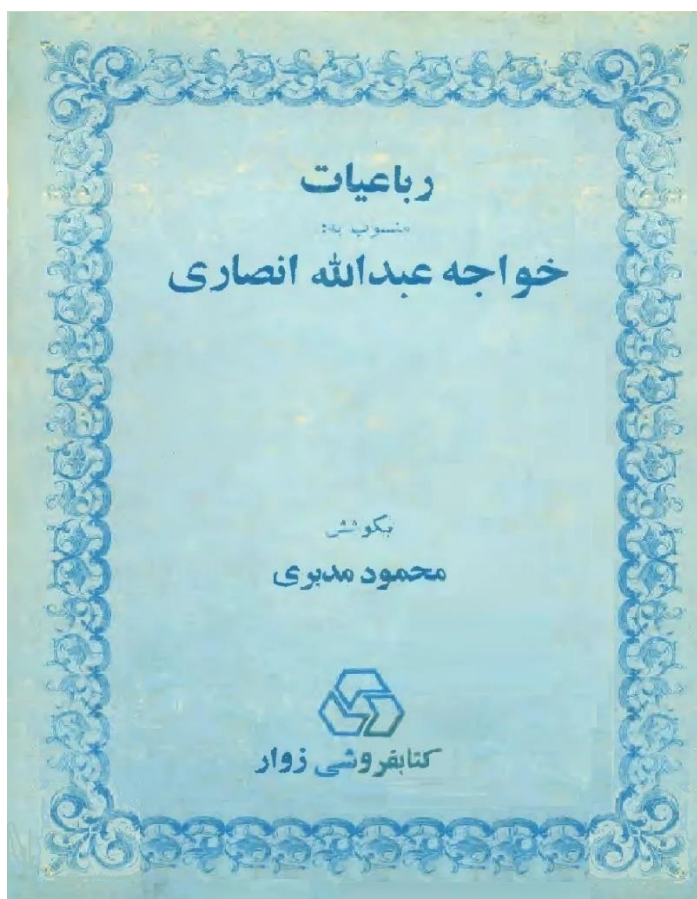 رباعیات
منسوب به:
خواجه عبدالله انصاری
بکوشش
محمود مدبری
کتابفروشی زوار